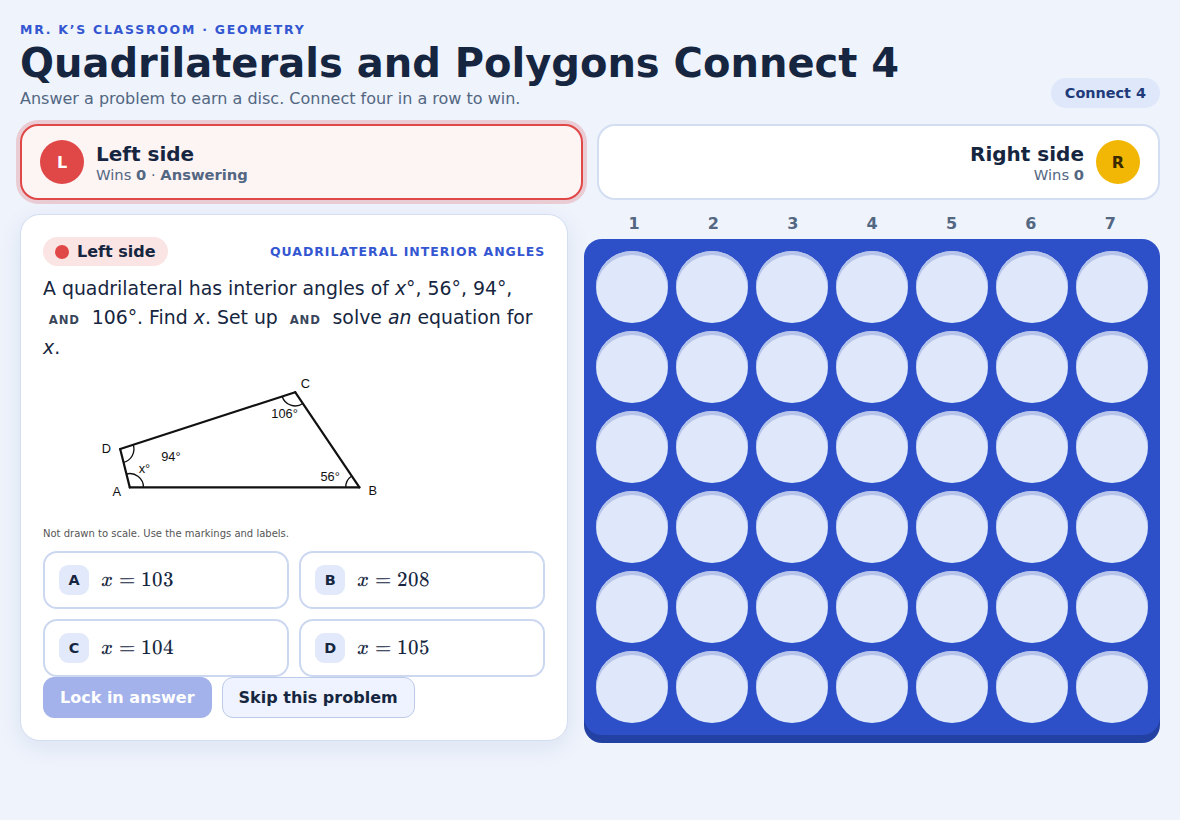 MR. K’S CLASSROOM · GEOMETRY
Quadrilaterals and Polygons Connect 4
Answer a problem to earn a disc. Connect four in a row to win.
Connect 4
L
Left side
Wins 0 · Answering
Right side
Wins 0
R
Left side
QUADRILATERAL INTERIOR ANGLES
A quadrilateral has interior angles of x°, 56°, 94°,
AND 106°. Find x. Set up AND solve an equation for
x.
C
106°
D
94°
x°
56°
A
B
Not drawn to scale. Use the markings and labels.
A x = 103
B x = 208
C x = 104
D x = 105
Lock in answer
Skip this problem
1 2 3 4 5 6 7